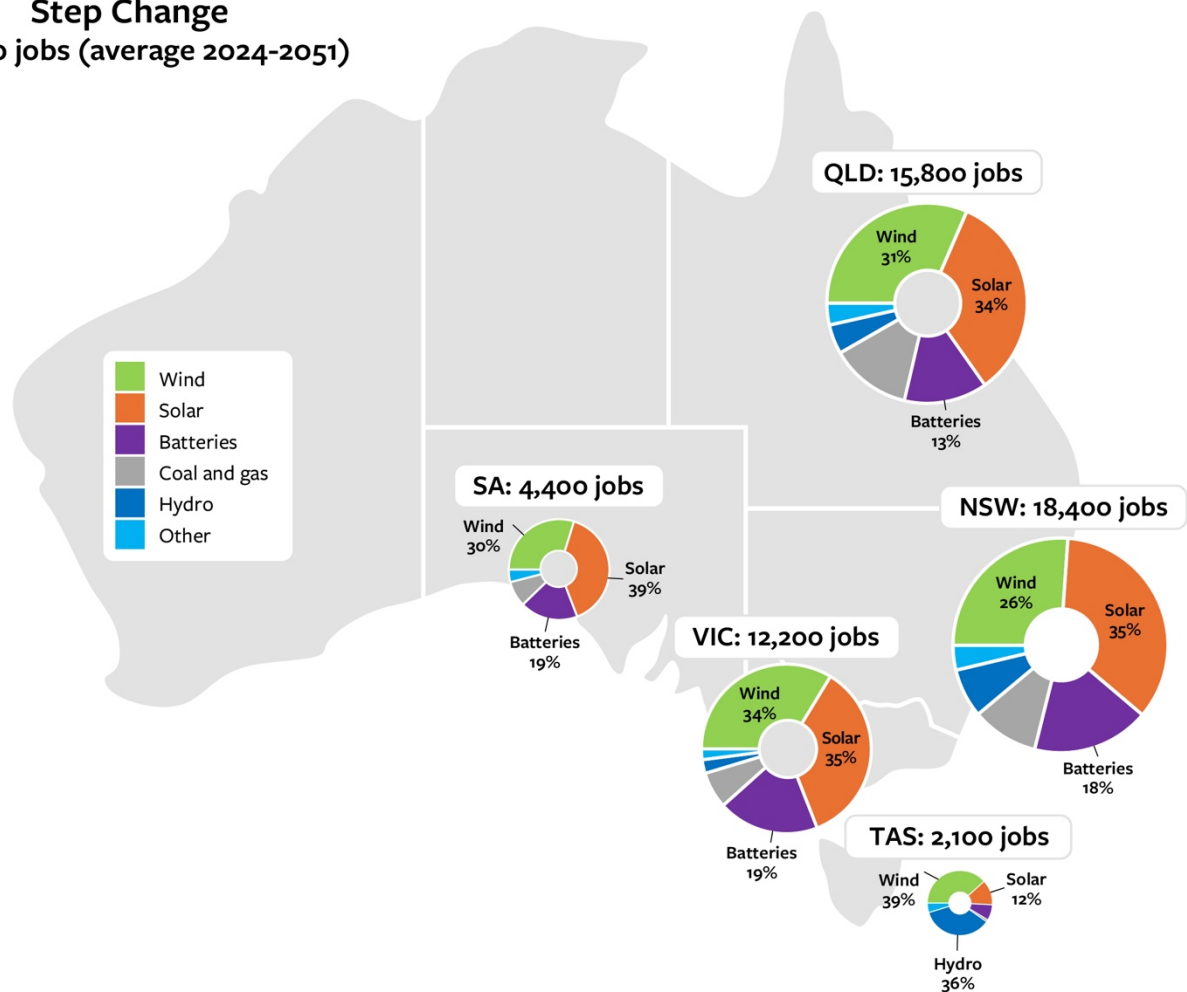 Step Change
jobs (average 2024-2051)
QLD: 15,800 jobs
Wind
31%
Solar
34%
Batteries
13%
Wind
Solar
Batteries
Coal and gas
Hydro
Other
SA: 4,400 jobs
Wind
30%
Solar
39%
Batteries
19%
NSW: 18,400 jobs
Wind
26%
Solar
35%
Batteries
18%
VIC: 12,200 jobs
Wind
34%
Solar
35%
Batteries
19%
TAS: 2,100 jobs
Wind
39%
Solar
12%
Hydro
36%